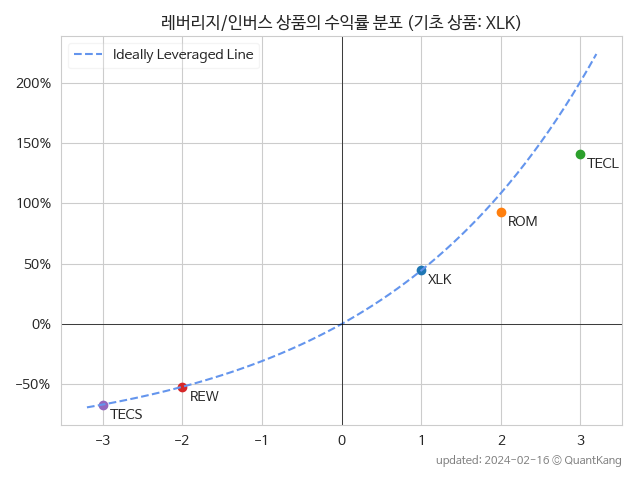 레버리지/인버스 상품의 수익률 분포 (기초 상품: XLK)
Ideally Leveraged Line
200%
150%
100%
50%
0%
−50%
TECL
ROM
XLK
REW
TECS
−3 −2 −1 0 1 2 3
updated: 2024-02-16 © QuantKang